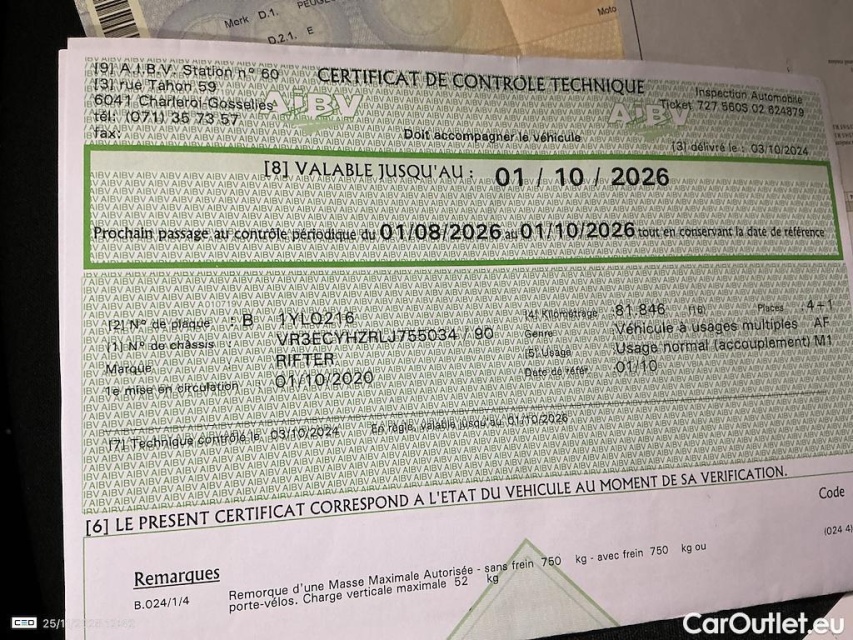 Merk D.1. PEUGE
D.2.1. E
Moto
[9] A.I.B.V. Station n° 60
[3] rue Tahon 59
6041 Charleroi-Gosselies
tél: (071) 35 73 57
fax:
CERTIFICAT DE CONTRÔLE TECHNIQUE
AIBV
AIBV
Doit accompagner le véhicule
Inspection Automobile
Ticket 727.5603.02.624879
[3] délivré le : 03/10/2024
[8] VALABLE JUSQU'AU : 01 / 10 / 2026
Prochain passage au contrôle périodique du 01/08/2026 au 01/10/2026 tout en conservant la date de référence
[2] N° de plaque : B 1YLQ216
(1) N° de chassis : VR3ECYHZRLJ755034 / 90
Marque RIFTER
1e mise en circulation 01/10/2020
[4] Kilométrage :81.846 (16) Places : 4+1
Genre :Véhicule à usages multiples AF
[5] Usage :Usage normal (accouplement) M1
Date de référ. :01/10
[7] Technique contrôlé le: 03/10/2024 En règle, valable jusqu'au 01/10/2026
[6] LE PRESENT CERTIFICAT CORRESPOND A L'ETAT DU VEHICULE AU MOMENT DE SA VERIFICATION.
Code
(024 4)
Remarques
B.024/1/4 Remorque d'une Masse Maximale Autorisée - sans frein 750 kg - avec frein 750 kg ou
porte-vélos. Charge verticale maximale 52 kg
CarOutlet.eu